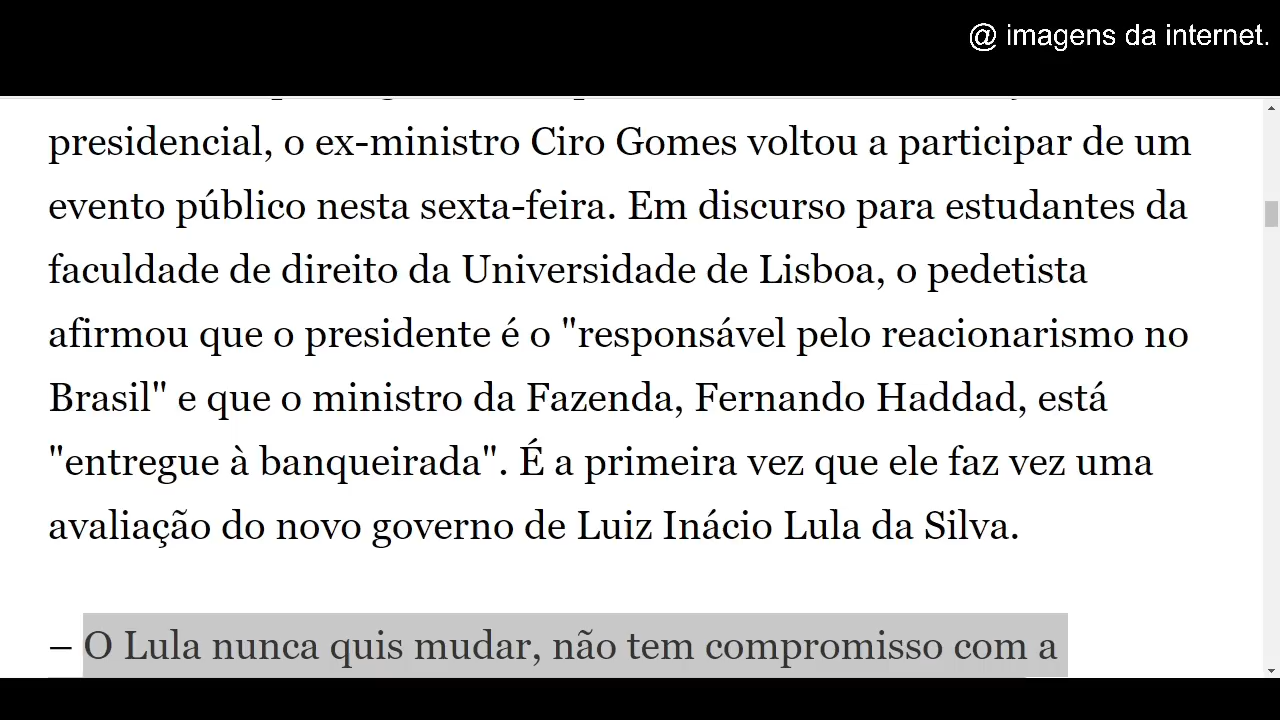 @ imagens da internet.
presidencial, o ex-ministro Ciro Gomes voltou a participar de um
evento público nesta sexta-feira. Em discurso para estudantes da
faculdade de direito da Universidade de Lisboa, o pedetista
afirmou que o presidente é o "responsável pelo reacionarismo no
Brasil" e que o ministro da Fazenda, Fernando Haddad, está
"entregue à banqueirada". É a primeira vez que ele faz vez uma
avaliação do novo governo de Luiz Inácio Lula da Silva.
– O Lula nunca quis mudar, não tem compromisso com a